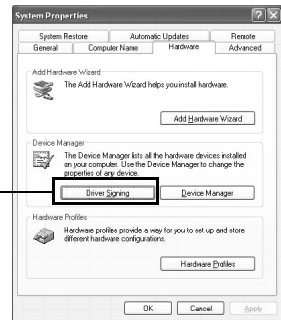 System Properties
System Restore Automatic Updates Remote
General Computer Name Hardware Advanced
Add Hardware Wizard
The Add Hardware Wizard helps you install hardware.
Add Hardware Wizard
Device Manager
The Device Manager lists all the hardware devices installed
on your computer. Use the Device Manager to change the
properties of any device.
Driver Signing Device Manager
Hardware Profiles
Hardware profiles provide a way for you to set up and store
different hardware configurations.
Hardware Profiles
OK Cancel Apply